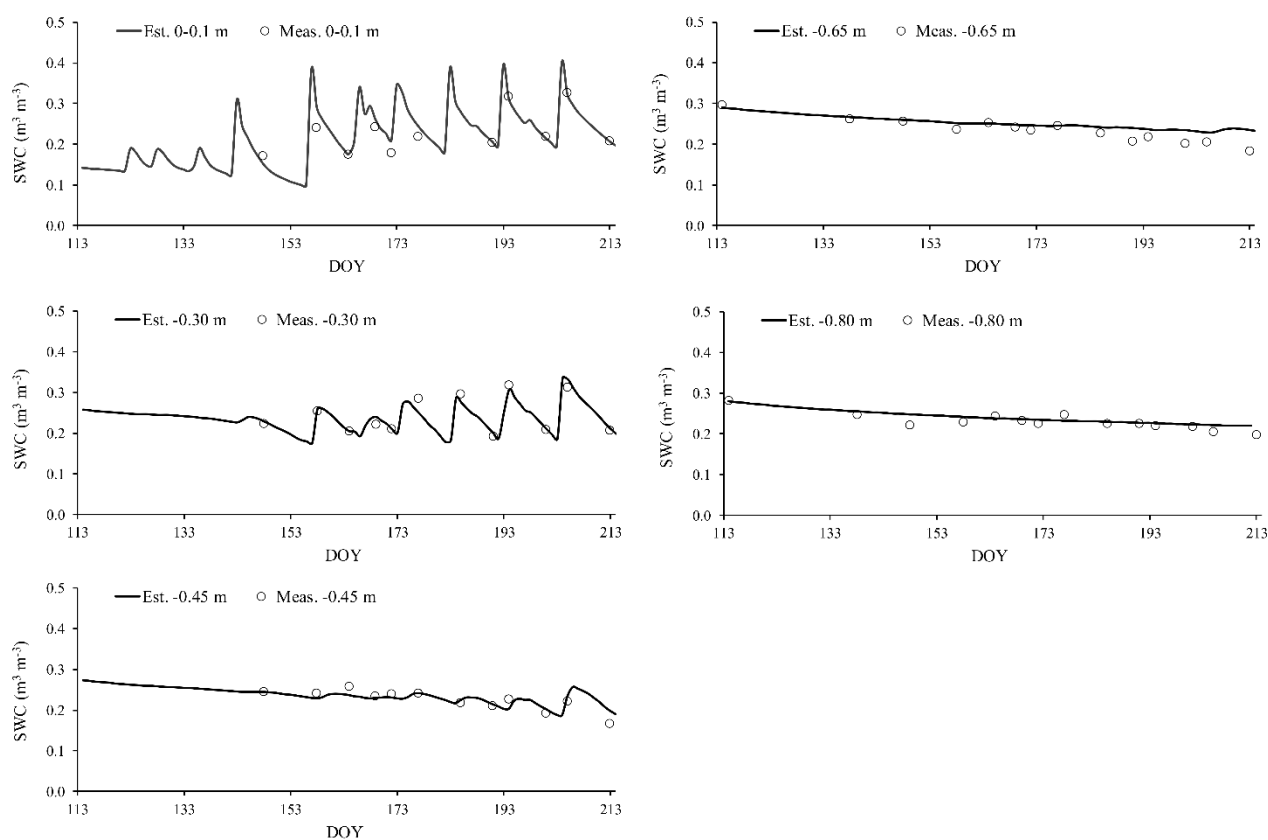 Est. 0-0.1 m Meas. 0-0.1 m
SWC (m³ m⁻³)
0.5
0.4
0.3
0.2
0.1
0.0
113 133 153 173 193 213
DOY
Est. -0.65 m Meas. -0.65 m
SWC (m³ m⁻³)
0.5
0.4
0.3
0.2
0.1
0.0
113 133 153 173 193 213
DOY
Est. -0.30 m Meas. -0.30 m
SWC (m³ m⁻³)
0.5
0.4
0.3
0.2
0.1
0.0
113 133 153 173 193 213
DOY
Est. -0.80 m Meas. -0.80 m
SWC (m³ m⁻³)
0.5
0.4
0.3
0.2
0.1
0.0
113 133 153 173 193 213
DOY
Est. -0.45 m Meas. -0.45 m
SWC (m³ m⁻³)
0.5
0.4
0.3
0.2
0.1
0.0
113 133 153 173 193 213
DOY